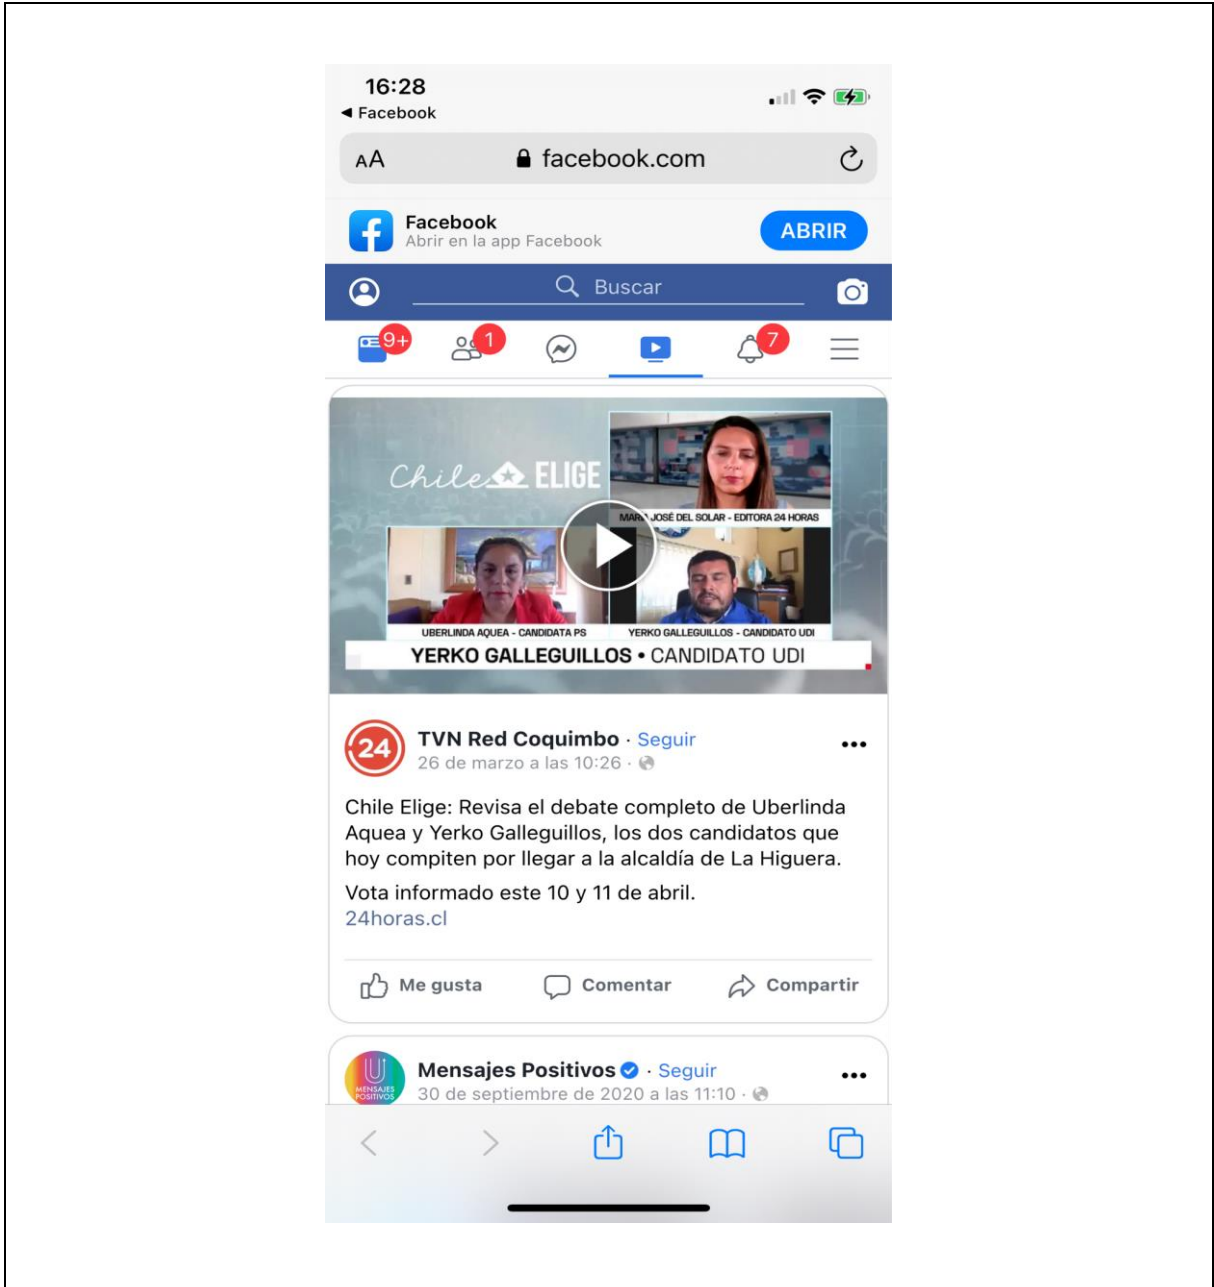 16:28
◀ Facebook
AA facebook.com
Facebook
Abrir en la app Facebook
ABRIR
Buscar
9+ 1 7
Chile ELIGE
MARÍA JOSÉ DEL SOLAR - EDITORA 24 HORAS
UBERLINDA AQUEA - CANDIDATA PS
YERKO GALLEGUILLOS - CANDIDATO UDI
YERKO GALLEGUILLOS • CANDIDATO UDI
24
TVN Red Coquimbo · Seguir
26 de marzo a las 10:26 ·
Chile Elige: Revisa el debate completo de Uberlinda
Aquea y Yerko Galleguillos, los dos candidatos que
hoy compiten por llegar a la alcaldía de La Higuera.
Vota informado este 10 y 11 de abril.
24horas.cl
Me gusta Comentar Compartir
MENSAJES
POSITIVOS
Mensajes Positivos · Seguir
30 de septiembre de 2020 a las 11:10 ·